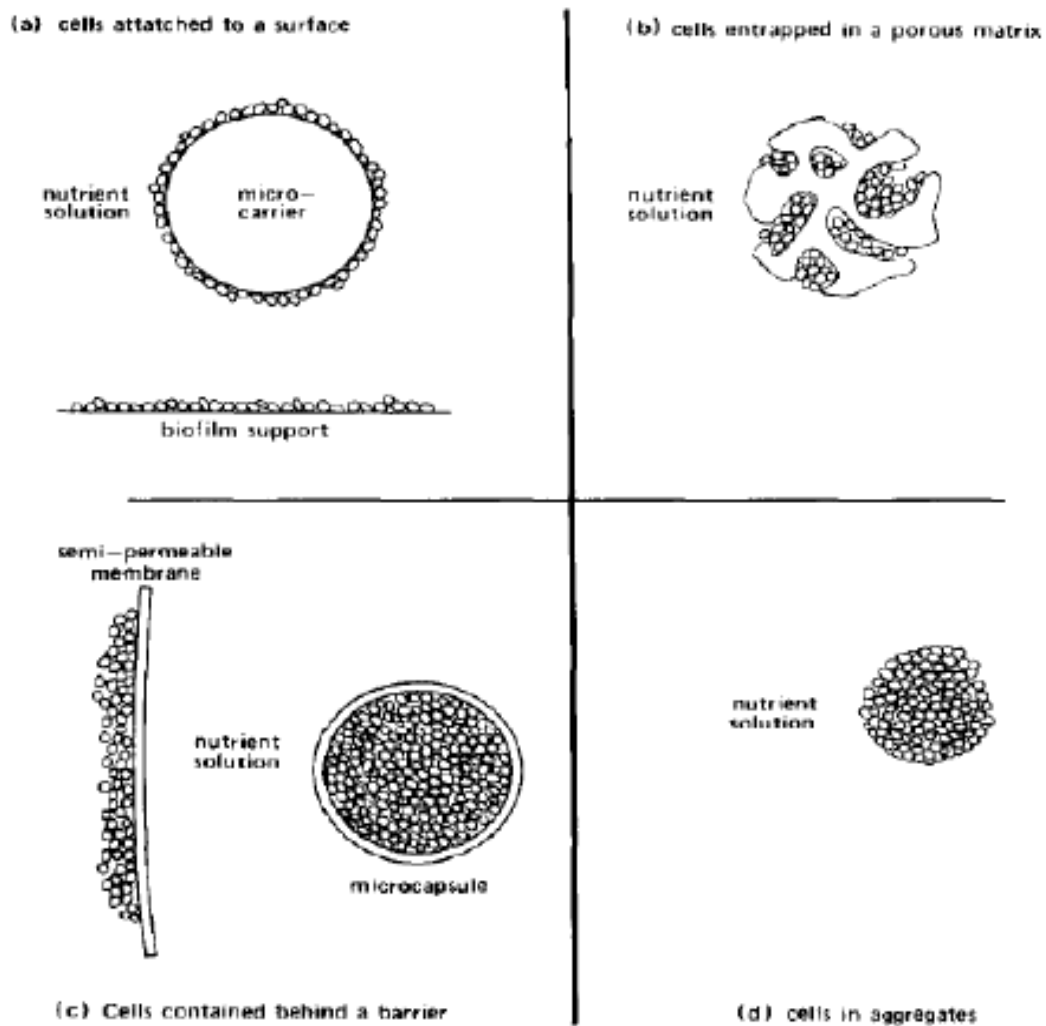 (a) cells attatched to a surface
(b) cells entrapped in a porous matrix
nutrient
solution
micro–
carrier
nutrient
solution
biofilm support
semi–permeable
membrane
nutrient
solution
microcapsule
nutrient
solution
(c) Cells contained behind a barrier
(d) cells in aggregates